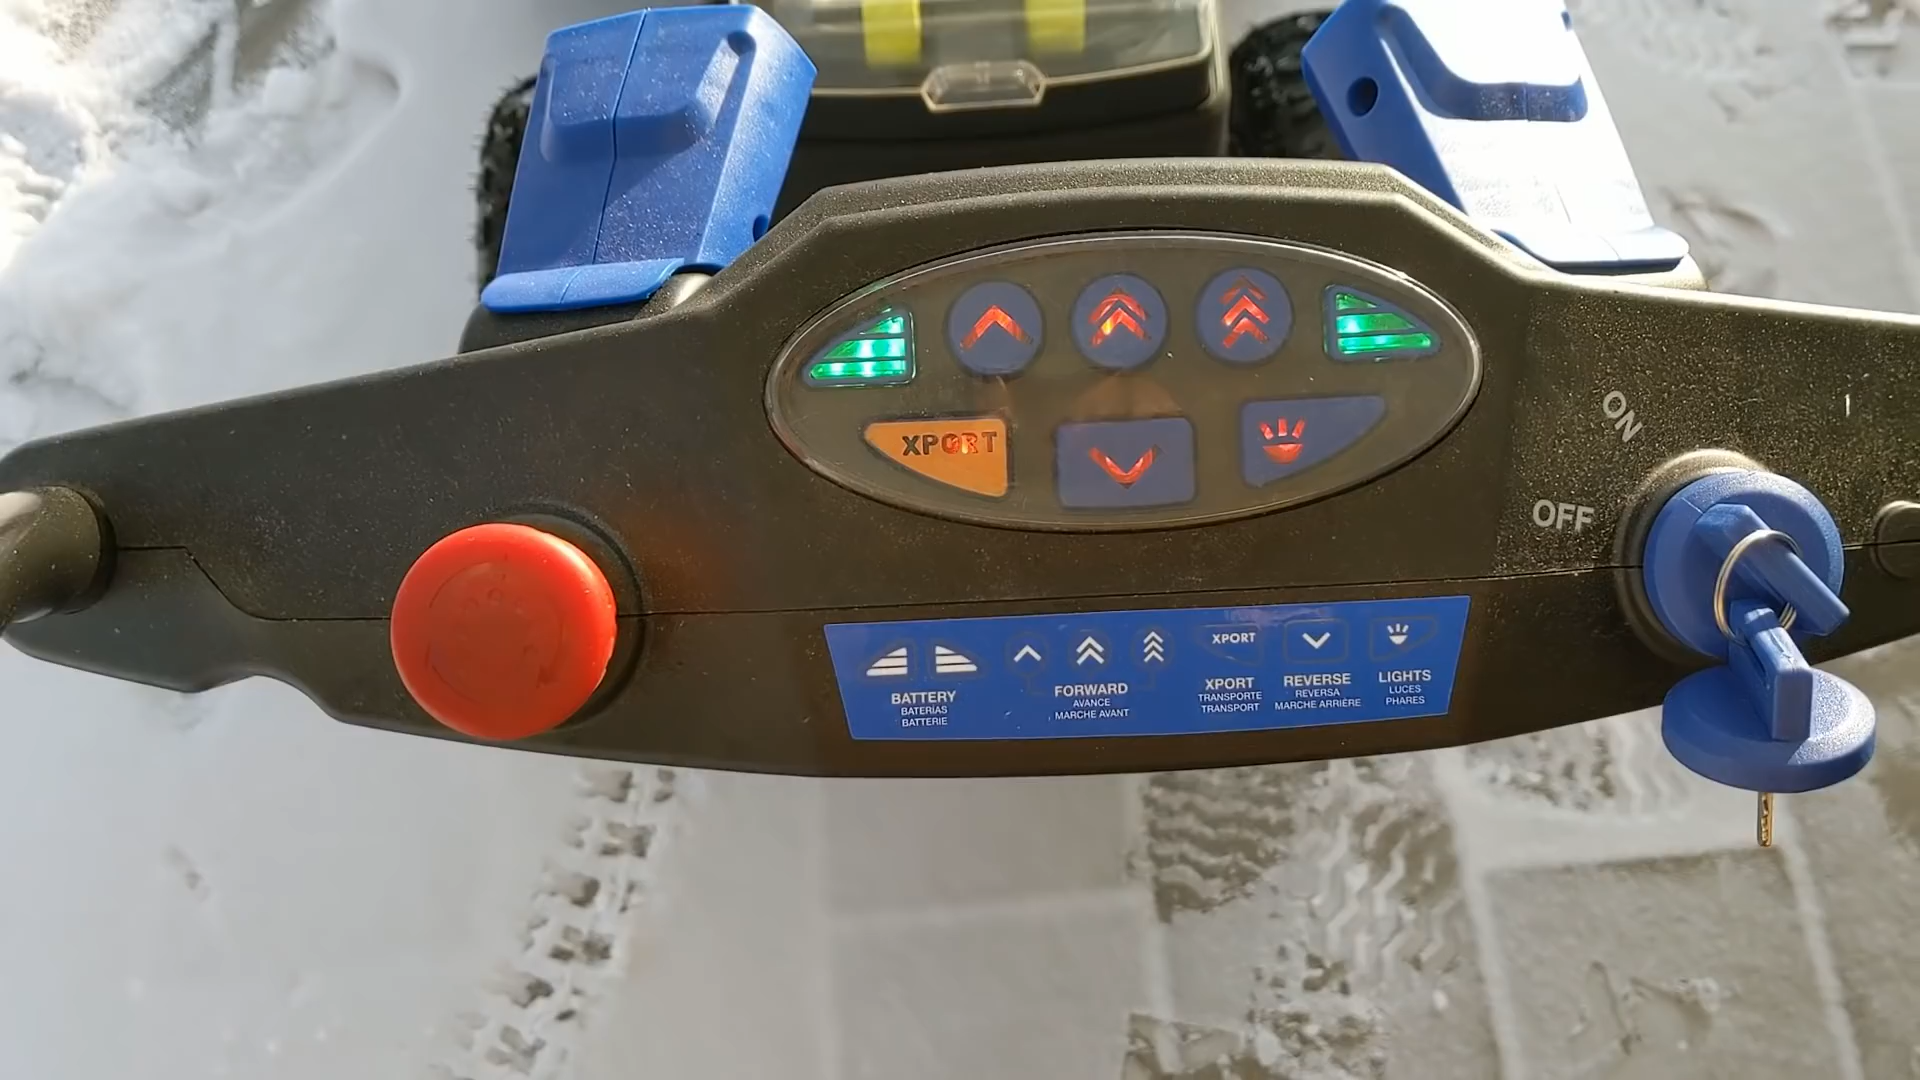 XPORT
ON
OFF
XPORT
BATTERY
BATERÍAS
BATTERIE
FORWARD
AVANCE
MARCHE AVANT
XPORT
TRANSPORTE
TRANSPORT
REVERSE
REVERSA
MARCHE ARRIÈRE
LIGHTS
LUCES
PHARES